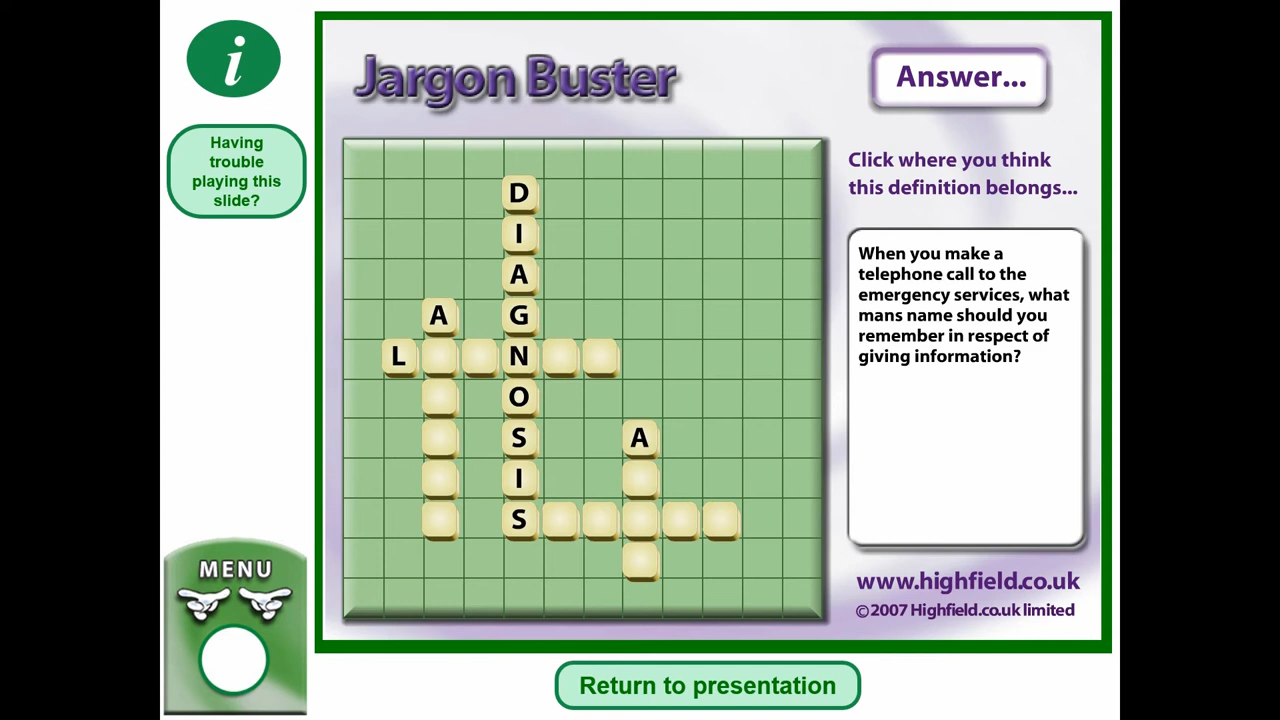 i
Having
trouble
playing this
slide?
MENU
Jargon Buster
Answer...
Click where you think
this definition belongs...
When you make a
telephone call to the
emergency services, what
mans name should you
remember in respect of
giving information?
D
I
A
A G
L N
O
S A
I
S
www.highfield.co.uk
©2007 Highfield.co.uk limited
Return to presentation